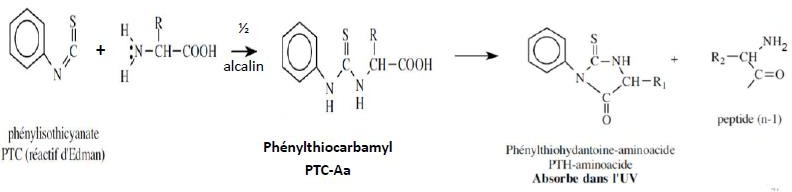 S
C
N
+
H
H
N–CH–COOH
R
½
alcalin
S
R
C
CH–COOH
N
H
N
H
S
C–NH
N
CH–R1
C
O
+
NH2
R2–CH
C=O
phénylisothicyanate
PTC (réactif d'Edman)
Phénylthiocarbamyl
PTC-Aa
Phénylthiohydantoine-aminoacide
PTH-aminoacide
Absorbe dans l'UV
peptide (n-1)